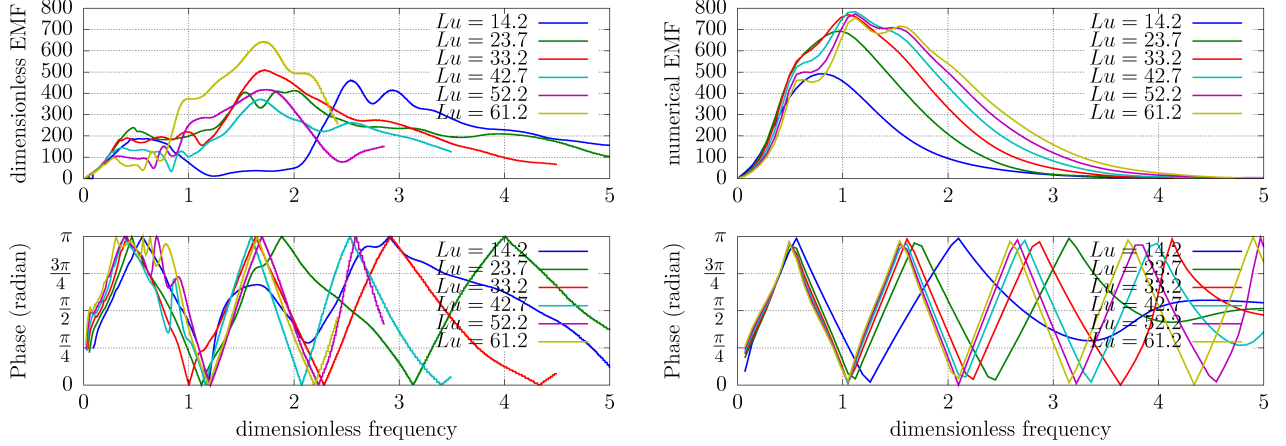 800
700
600
500
400
300
200
100
0
dimensionless EMF
Lu = 14.2
Lu = 23.7
Lu = 33.2
Lu = 42.7
Lu = 52.2
Lu = 61.2
0 1 2 3 4 5
800
700
600
500
400
300
200
100
0
numerical EMF
Lu = 14.2
Lu = 23.7
Lu = 33.2
Lu = 42.7
Lu = 52.2
Lu = 61.2
0 1 2 3 4 5
π
3π/4
π/2
π/4
0
Phase (radian)
Lu = 14.2
Lu = 23.7
Lu = 33.2
Lu = 42.7
Lu = 52.2
Lu = 61.2
0 1 2 3 4 5
dimensionless frequency
π
3π/4
π/2
π/4
0
Phase (radian)
Lu = 14.2
Lu = 23.7
Lu = 33.2
Lu = 42.7
Lu = 52.2
Lu = 61.2
0 1 2 3 4 5
dimensionless frequency